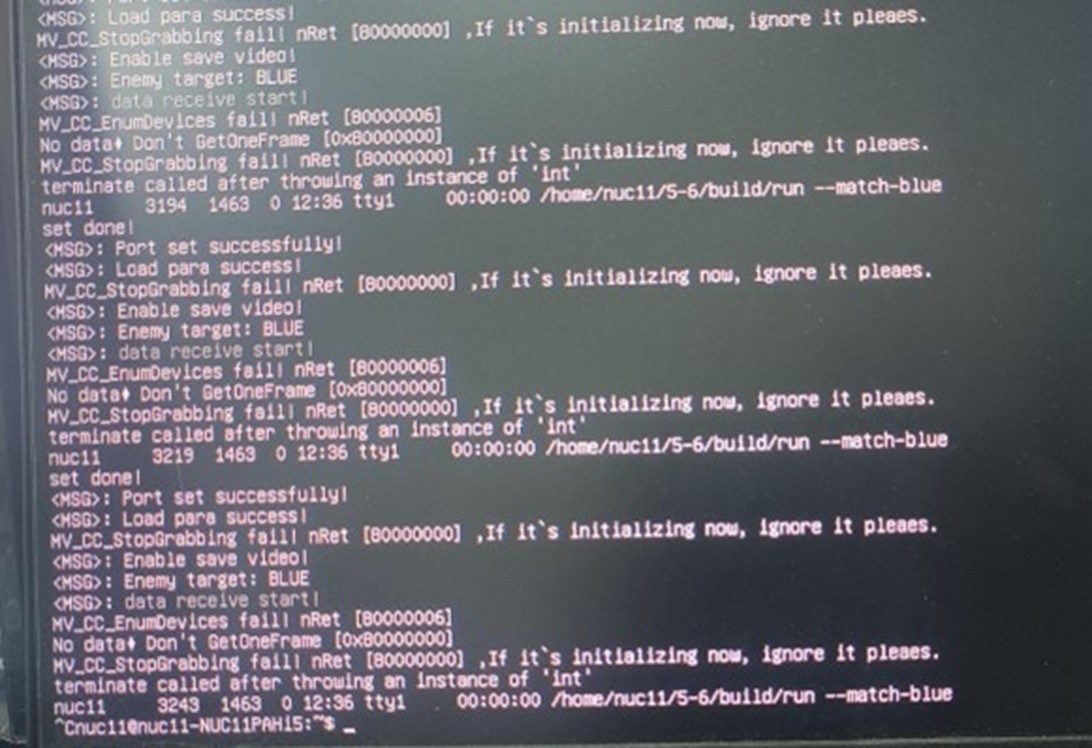 <MSG>: Load para success!
MV_CC_StopGrabbing fail! nRet [80000000] ,If it`s initializing now, ignore it pleaes.
<MSG>: Enable save video!
<MSG>: Enemy target: BLUE
<MSG>: data receive start!
MV_CC_EnumDevices fail! nRet [80000006]
No data♦ Don't GetOneFrame [0x80000000]
MV_CC_StopGrabbing fail! nRet [80000000] ,If it`s initializing now, ignore it pleaes.
terminate called after throwing an instance of 'int'
nuc11 3194 1463 0 12:36 tty1 00:00:00 /home/nuc11/5-6/build/run --match-blue
set done!
<MSG>: Port set successfully!
<MSG>: Load para success!
MV_CC_StopGrabbing fail! nRet [80000000] ,If it`s initializing now, ignore it pleaes.
<MSG>: Enable save video!
<MSG>: Enemy target: BLUE
<MSG>: data receive start!
MV_CC_EnumDevices fail! nRet [80000006]
No data♦ Don't GetOneFrame [0x80000000]
MV_CC_StopGrabbing fail! nRet [80000000] ,If it`s initializing now, ignore it pleaes.
terminate called after throwing an instance of 'int'
nuc11 3219 1463 0 12:36 tty1 00:00:00 /home/nuc11/5-6/build/run --match-blue
set done!
<MSG>: Port set successfully!
<MSG>: Load para success!
MV_CC_StopGrabbing fail! nRet [80000000] ,If it`s initializing now, ignore it pleaes.
<MSG>: Enable save video!
<MSG>: Enemy target: BLUE
<MSG>: data receive start!
MV_CC_EnumDevices fail! nRet [80000006]
No data♦ Don't GetOneFrame [0x80000000]
MV_CC_StopGrabbing fail! nRet [80000000] ,If it`s initializing now, ignore it pleaes.
terminate called after throwing an instance of 'int'
nuc11 3243 1463 0 12:36 tty1 00:00:00 /home/nuc11/5-6/build/run --match-blue
^Cnuc11@nuc11-NUC11PAHi5:~$ _